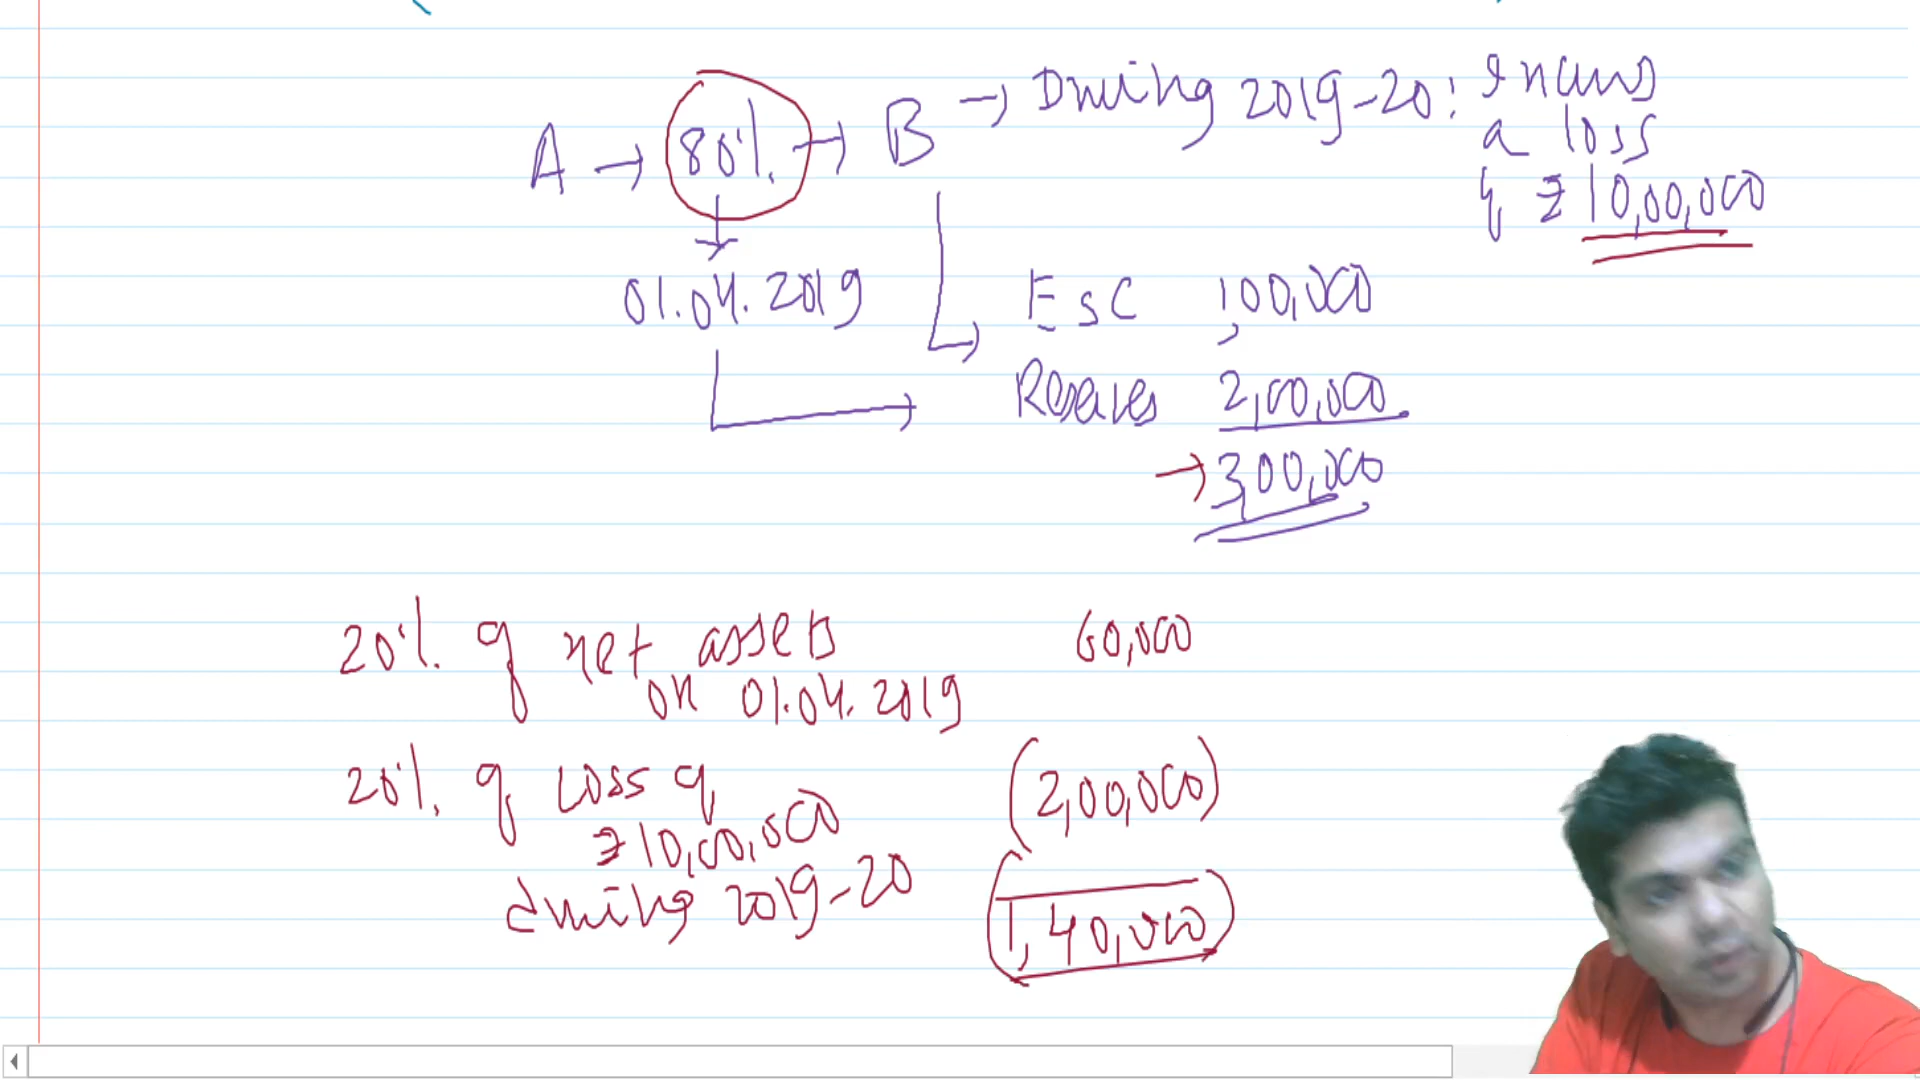 A → 80% → B → During 2019-20: Incurs
a loss
of ₹ 10,00,000
01.04.2019
ESC 1,00,000
Reserves 2,00,000
→ 3,00,000
20% of net assets 60,000
on 01.04.2019
20% of Loss of (2,00,000)
₹ 10,00,000
during 2019-20
(1,40,000)